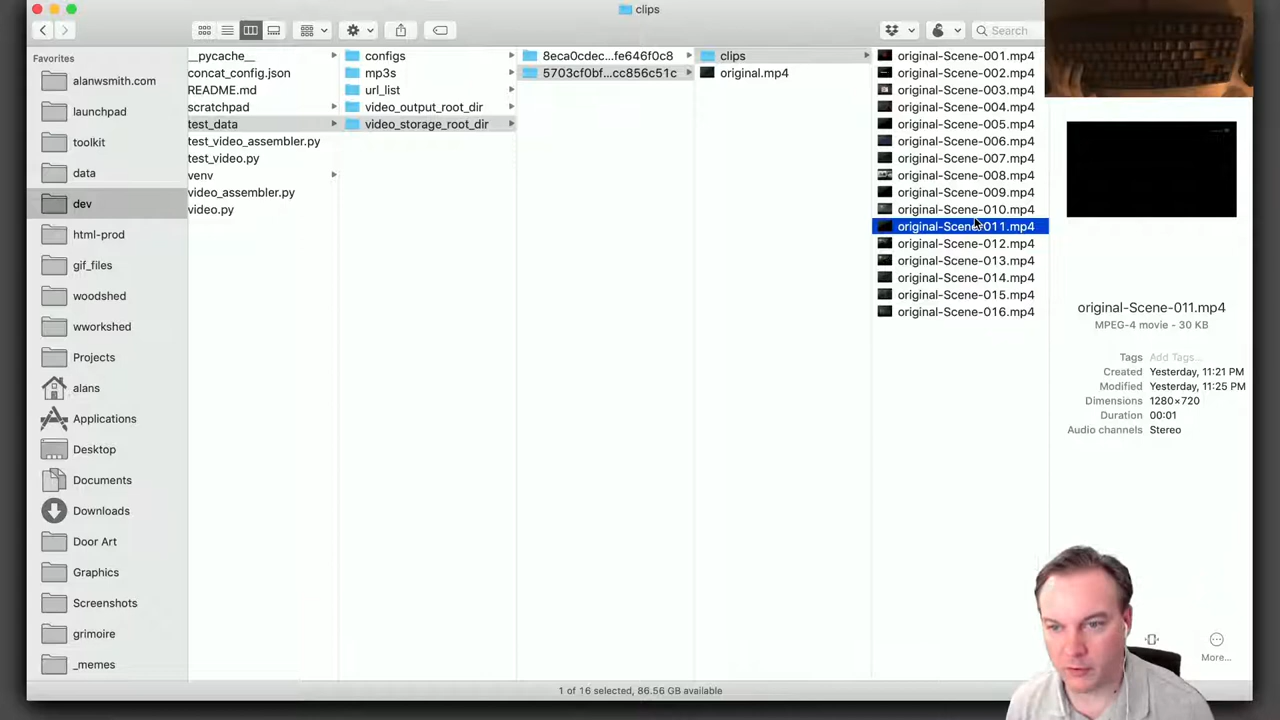 clips
Search
Favorites
alanwsmith.com
launchpad
toolkit
data
dev
html-prod
gif_files
woodshed
wworkshed
Projects
alans
Applications
Desktop
Documents
Downloads
Door Art
Graphics
Screenshots
grimoire
_memes
__pycache__
concat_config.json
README.md
scratchpad
test_data
test_video_assembler.py
test_video.py
venv
video_assembler.py
video.py
configs
mp3s
url_list
video_output_root_dir
video_storage_root_dir
8eca0cdec...fe646f0c8
5703cf0bf...cc856c51c
clips
original.mp4
original-Scene-001.mp4
original-Scene-002.mp4
original-Scene-003.mp4
original-Scene-004.mp4
original-Scene-005.mp4
original-Scene-006.mp4
original-Scene-007.mp4
original-Scene-008.mp4
original-Scene-009.mp4
original-Scene-010.mp4
original-Scene-011.mp4
original-Scene-012.mp4
original-Scene-013.mp4
original-Scene-014.mp4
original-Scene-015.mp4
original-Scene-016.mp4
original-Scene-011.mp4
MPEG-4 movie - 30 KB
Tags Add Tags...
Created Yesterday, 11:21 PM
Modified Yesterday, 11:25 PM
Dimensions 1280×720
Duration 00:01
Audio channels Stereo
More...
1 of 16 selected, 86.56 GB available